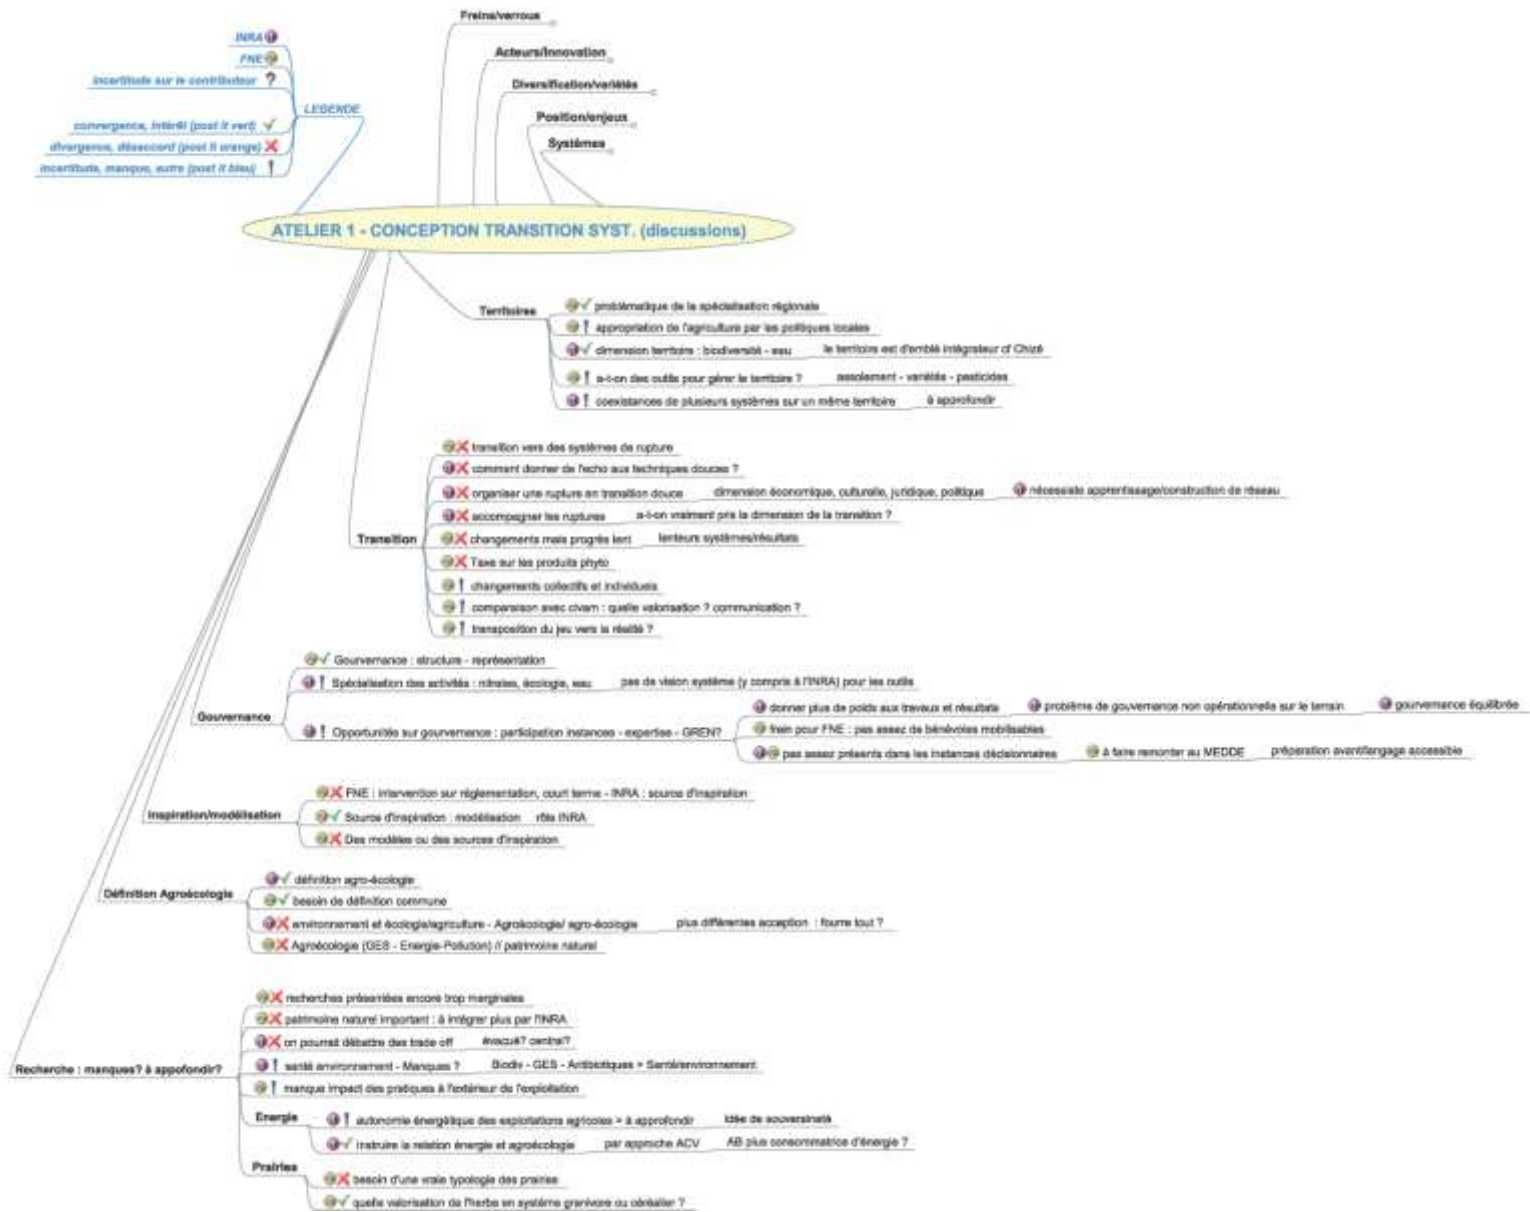 Freins/verrous
INRA
Acteurs/Innovation
FNE
incertitude sur le contributeur
Diversification/variétés
LEGENDE
Position/enjeux
convergence, intérêt (post it vert)
Systèmes
divergence, désaccord (post it orange)
incertitude, manque, autre (post it bleu)
ATELIER 1 - CONCEPTION TRANSITION SYST. (discussions)
Territoires
problématique de la spécialisation régionale
appropriation de l'agriculture par les politiques locales
dimension territoire : biodiversité - eau le territoire est d'emblé intégrateur cf Chizé
a-t-on des outils pour gérer le territoire ? assolement - variétés - pesticides
coexistances de plusieurs systèmes sur un même territoire à approfondir
Transition
transition vers des systèmes de rupture
comment donner de l'echo aux techniques douces ?
organiser une rupture en transition douce dimension économique, culturelle, juridique, politique nécessiste apprentissage/construction de réseau
accompagner les ruptures a-t-on vraiment pris la dimension de la transition ?
changements mais progrès lent lenteurs systèmes/résultats
Taxe sur les produits phyto
changements collectifs et individuels
comparaison avec civam : quelle valorisation ? communication ?
transposition du jeu vers la réalité ?
Gouvernance
Gourvernance : structure - représentation
Spécialisation des activités : nitrates, écologie, eau pas de vision système (y compris à l'INRA) pour les outils
Opportunités sur gourvernance : participation instances - expertise - GREN?
donner plus de poids aux travaux et résultats problème de gouvernance non opérationnelle sur le terrain gourvernance équilibrée
frein pour FNE : pas assez de bénévoles mobilisables
pas assez présents dans les instances décisionnaires à faire remonter au MEDDE préparation avant/langage accessible
Inspiration/modélisation
FNE : intervention sur réglementation, court terme - INRA : source d'inspiration
Source d'inspiration : modélisation rôle INRA
Des modèles ou des sources d'inspiration
Définition Agroécologie
définition agro-écologie
besoin de définition commune
environnement et écologie/agriculture - Agroécologie/ agro-écologie plus différentes acception : fourre tout ?
Agroécologie (GES - Energie-Pollution) // patrimoine naturel
Recherche : manques? à appofondir?
recherches présentées encore trop marginales
patrimoine naturel important : à intégrer plus par l'INRA
on pourrait débattre des trade off évacué? central?
santé environnement - Manques ? Biodiv - GES - Antibiotiques > Santé/environnement
manque impact des pratiques à l'extérieur de l'exploitation
Energie
autonomie énergétique des exploitations agricoles > à approfondir Idée de souveraineté
instruire la relation énergie et agroécologie par approche ACV AB plus consommatrice d'énergie ?
Prairies
besoin d'une vraie typologie des prairies
quelle valorisation de l'herbe en système granivore ou céréalier ?